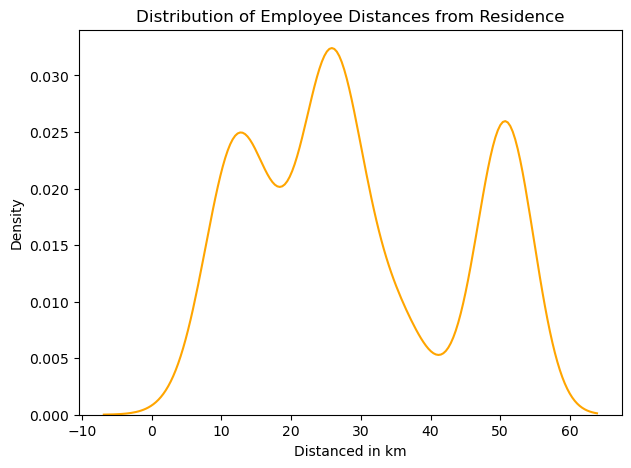 Distribution of Employee Distances from Residence
Density
0.030
0.025
0.020
0.015
0.010
0.005
0.000
−10 0 10 20 30 40 50 60
Distanced in km